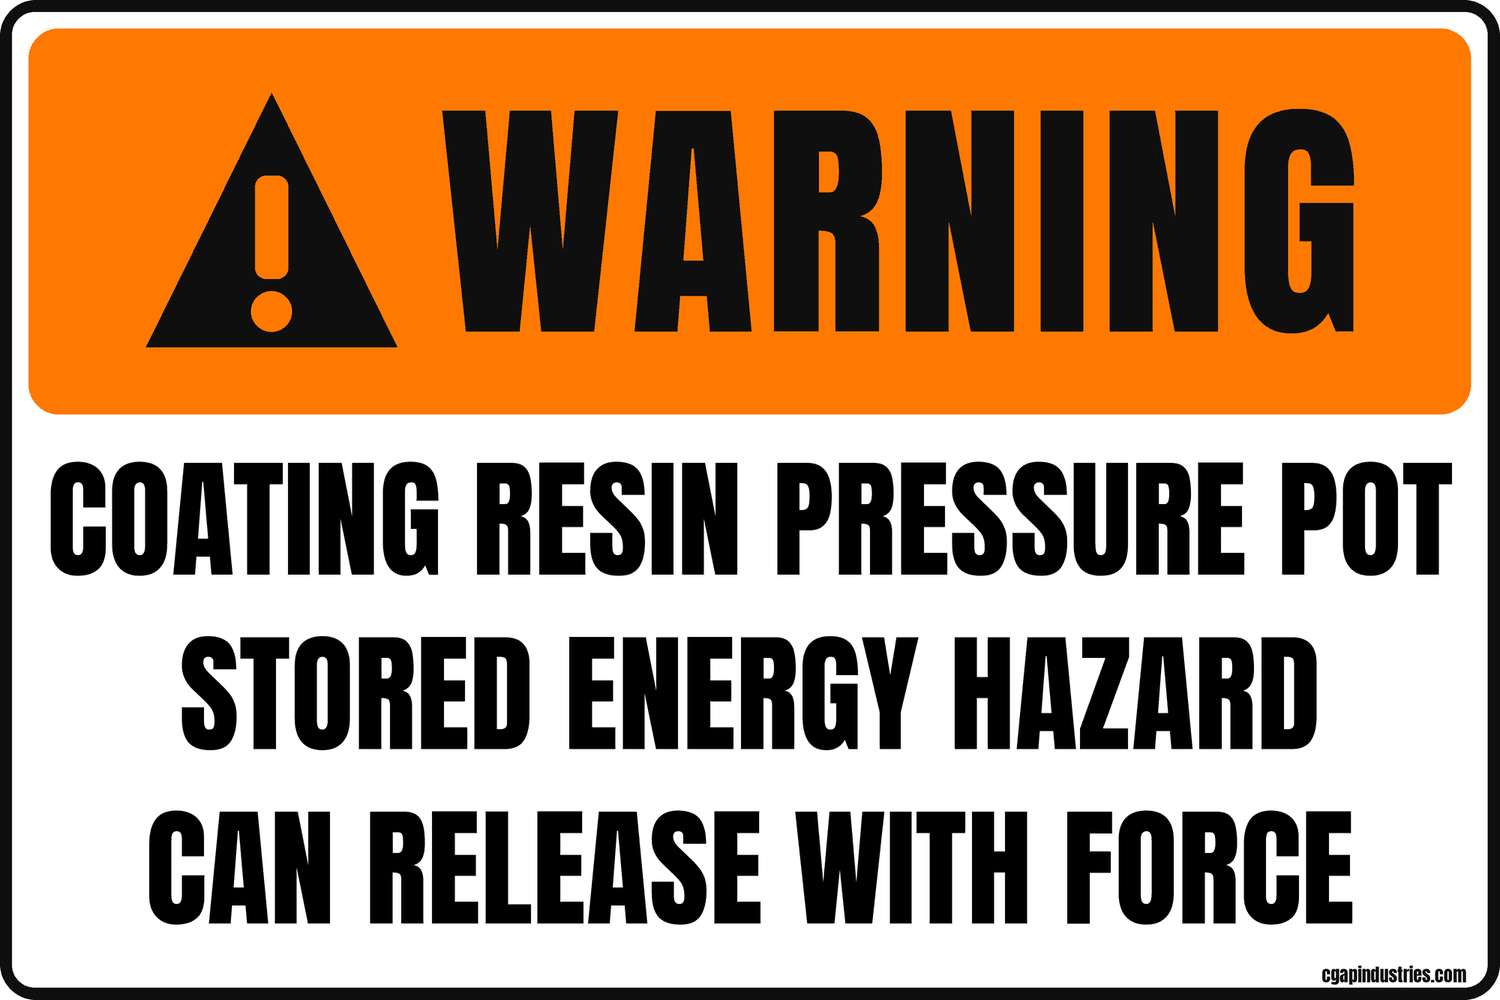 WARNING
COATING RESIN PRESSURE POT
STORED ENERGY HAZARD
CAN RELEASE WITH FORCE
cgapindustries.com